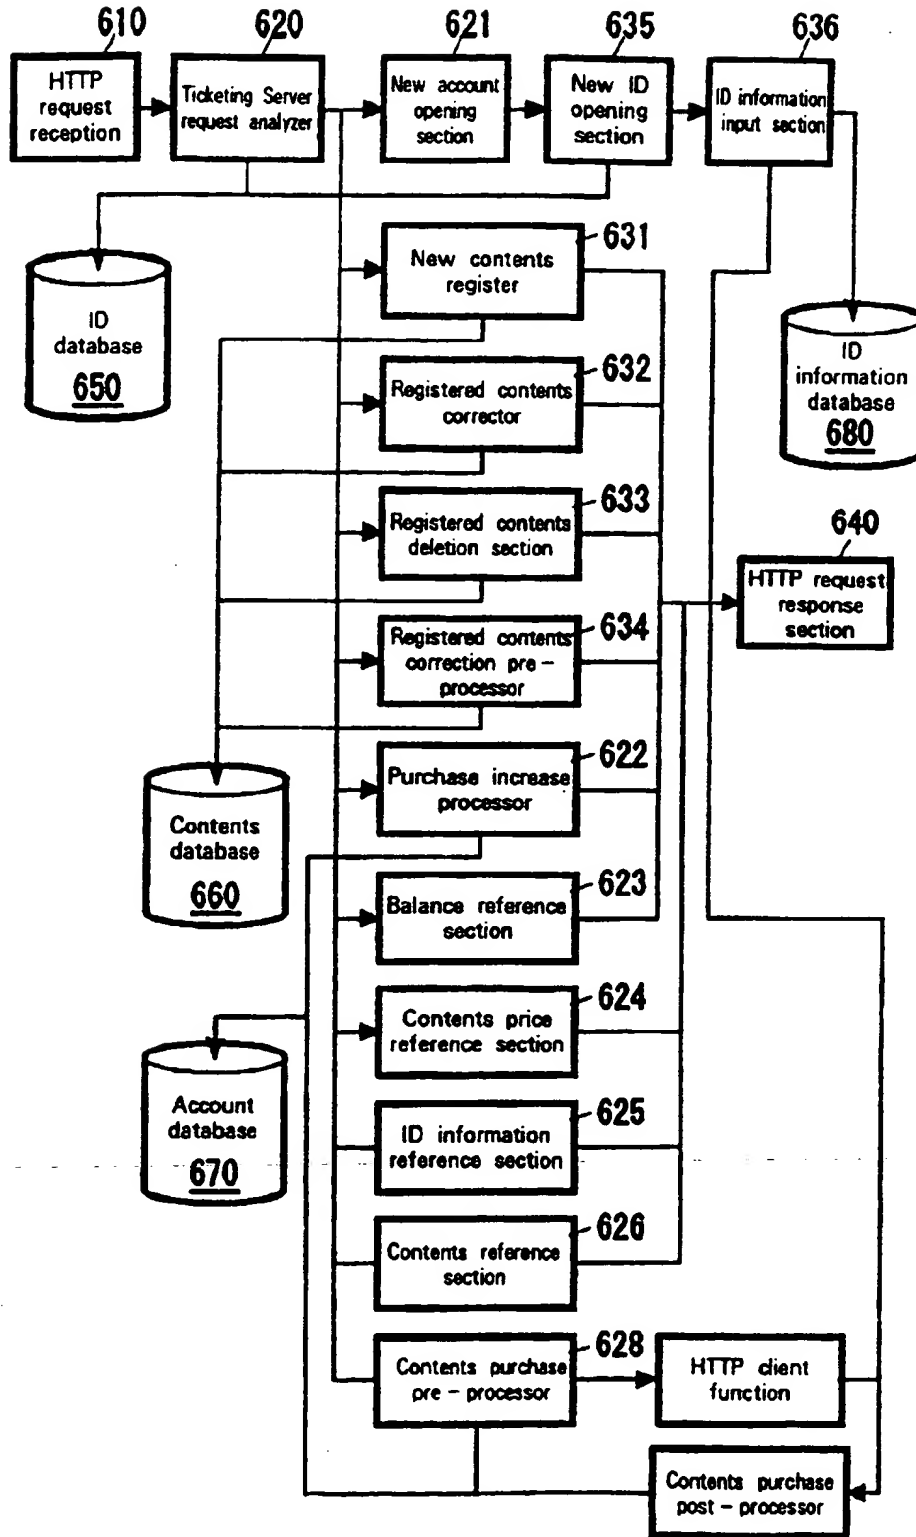 610
620
621
635
636
HTTP
request
reception
Ticketing Server
request analyzer
New account
opening
section
New ID
opening
section
ID information
input section
631
New contents
register
ID
database
650
632
Registered contents
corrector
ID
information
database
680
633
Registered contents
deletion section
640
HTTP request
response
section
634
Registered contents
correction pre-
processor
622
Purchase increase
processor
Contents
database
660
623
Balance reference
section
624
Contents price
reference section
Account
database
670
625
ID information
reference section
626
Contents reference
section
628
Contents purchase
pre-processor
HTTP client
function
Contents purchase
post-processor